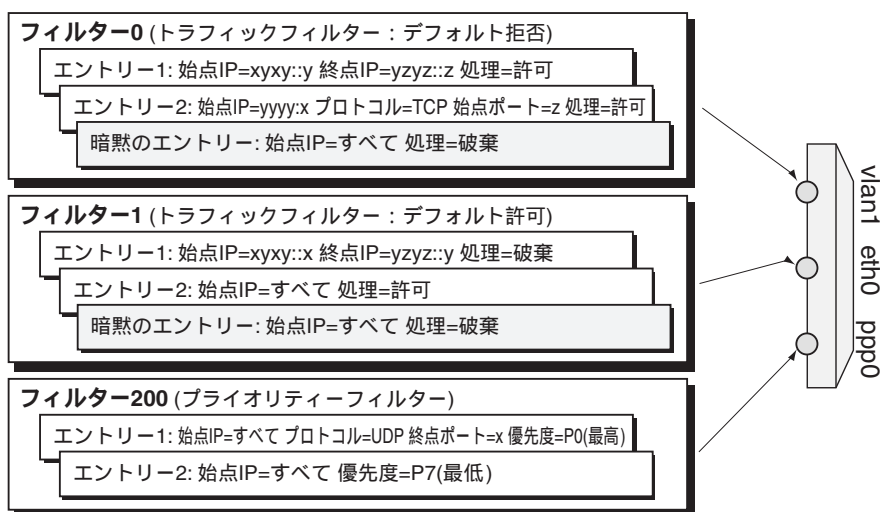 フィルター0 (トラフィックフィルター：デフォルト拒否)
エントリー1: 始点IP=xyxy::y 終点IP=yzyz::z 処理=許可
エントリー2: 始点IP=yyyy:x プロトコル=TCP 始点ポート=z 処理=許可
暗黙のエントリー: 始点IP=すべて 処理=破棄
フィルター1 (トラフィックフィルター：デフォルト許可)
エントリー1: 始点IP=xyxy::x 終点IP=yzyz::y 処理=破棄
エントリー2: 始点IP=すべて 処理=許可
暗黙のエントリー: 始点IP=すべて 処理=破棄
フィルター200 (プライオリティーフィルター)
エントリー1: 始点IP=すべて プロトコル=UDP 終点ポート=x 優先度=P0(最高)
エントリー2: 始点IP=すべて 優先度=P7(最低)
vlan1 eth0 ppp0